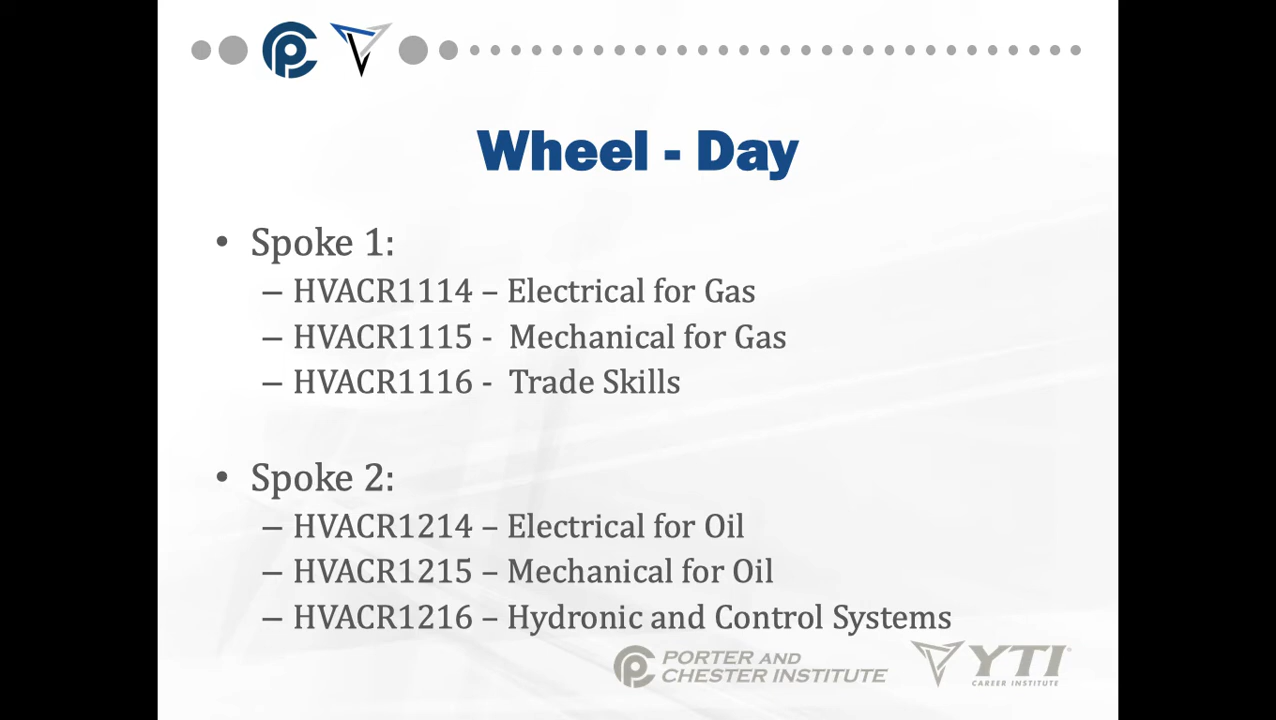 Wheel - Day
• Spoke 1:
– HVACR1114 – Electrical for Gas
– HVACR1115 - Mechanical for Gas
– HVACR1116 - Trade Skills
• Spoke 2:
– HVACR1214 – Electrical for Oil
– HVACR1215 – Mechanical for Oil
– HVACR1216 – Hydronic and Control Systems
PORTER AND
CHESTER INSTITUTE
YTI®
CAREER INSTITUTE